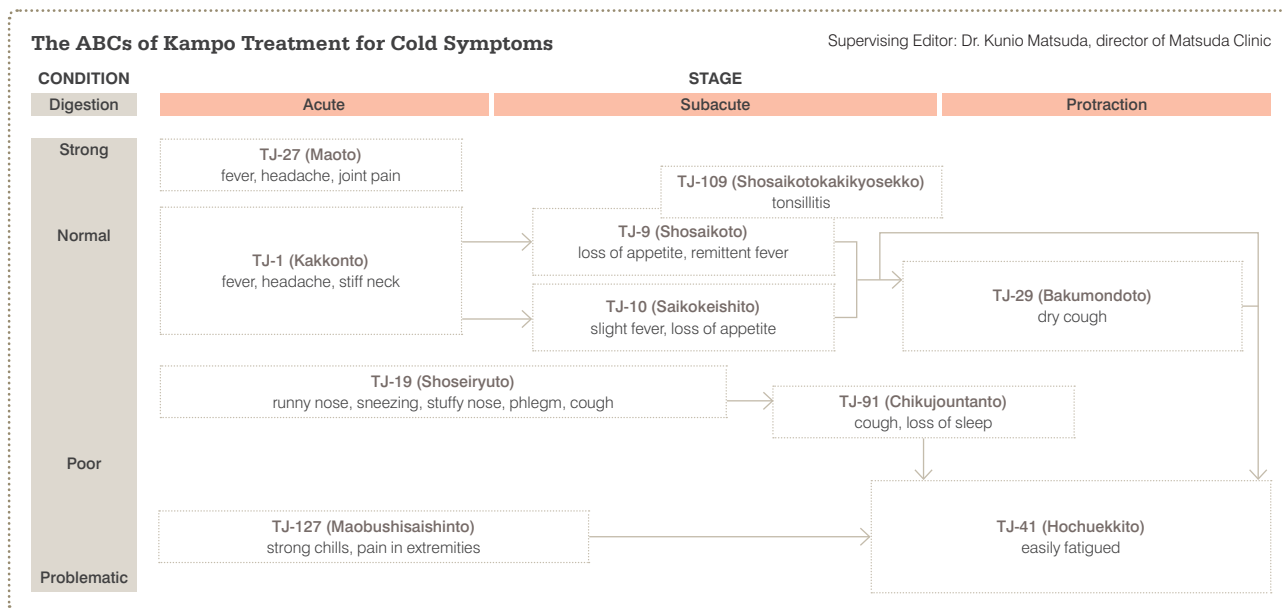 The ABCs of Kampo Treatment for Cold Symptoms
Supervising Editor: Dr. Kunio Matsuda, director of Matsuda Clinic
CONDITION
STAGE
Digestion
Acute
Subacute
Protraction
Strong
Normal
Poor
Problematic
TJ-27 (Maoto)
fever, headache, joint pain
TJ-109 (Shosaikotokakikyosekko)
tonsillitis
TJ-1 (Kakkonto)
fever, headache, stiff neck
TJ-9 (Shosaikoto)
loss of appetite, remittent fever
TJ-10 (Saikokeishito)
slight fever, loss of appetite
TJ-29 (Bakumondoto)
dry cough
TJ-19 (Shoseiryuto)
runny nose, sneezing, stuffy nose, phlegm, cough
TJ-91 (Chikujountanto)
cough, loss of sleep
TJ-127 (Maobushisaishinto)
strong chills, pain in extremities
TJ-41 (Hochuekkito)
easily fatigued